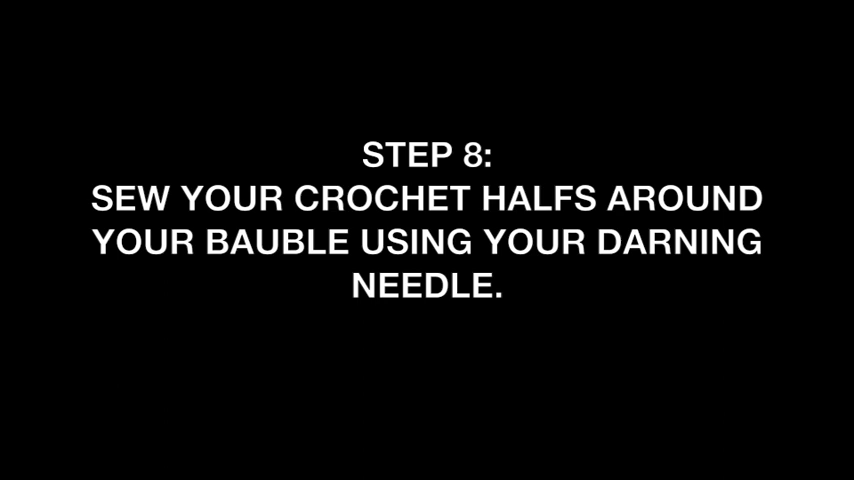 STEP 8:
SEW YOUR CROCHET HALFS AROUND
YOUR BAUBLE USING YOUR DARNING
NEEDLE.